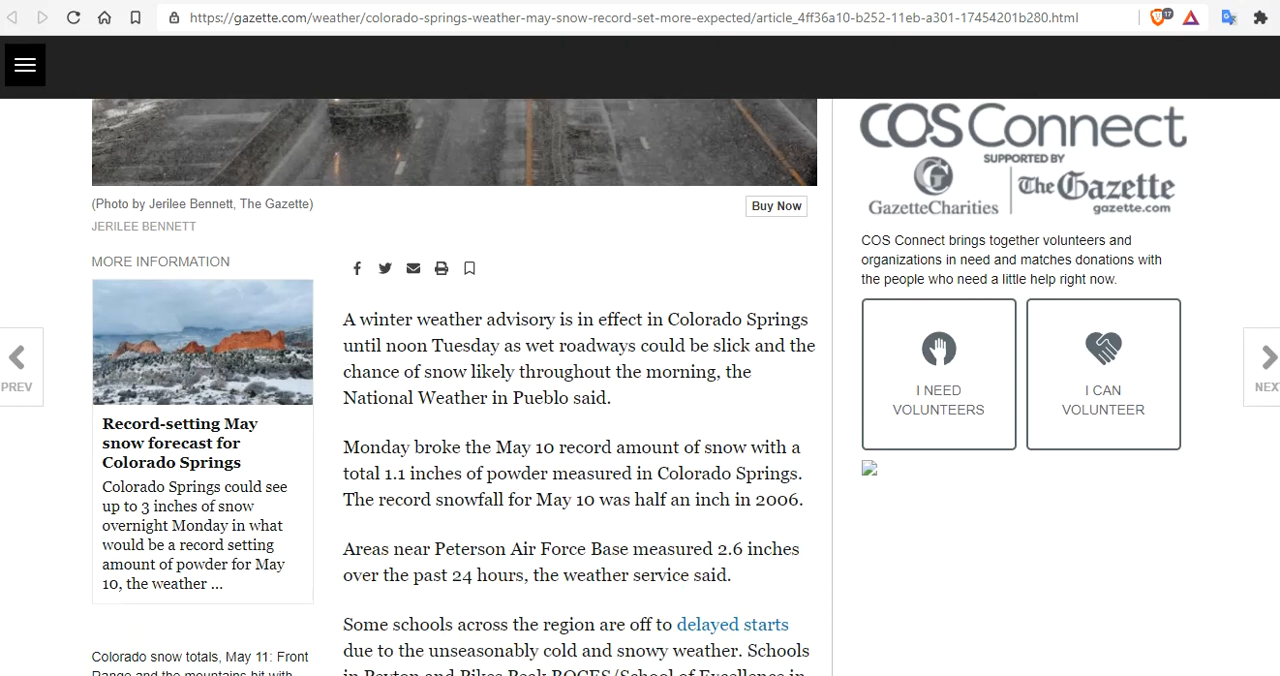 https://gazette.com/weather/colorado-springs-weather-may-snow-record-set-more-expected/article_4ff36a10-b252-11eb-a301-17454201b280.html
17
(Photo by Jerilee Bennett, The Gazette)
Buy Now
JERILEE BENNETT
MORE INFORMATION
Record-setting May
snow forecast for
Colorado Springs
Colorado Springs could see
up to 3 inches of snow
overnight Monday in what
would be a record setting
amount of powder for May
10, the weather ...
Colorado snow totals, May 11: Front
Range and the mountains hit with
PREV
A winter weather advisory is in effect in Colorado Springs
until noon Tuesday as wet roadways could be slick and the
chance of snow likely throughout the morning, the
National Weather in Pueblo said.
Monday broke the May 10 record amount of snow with a
total 1.1 inches of powder measured in Colorado Springs.
The record snowfall for May 10 was half an inch in 2006.
Areas near Peterson Air Force Base measured 2.6 inches
over the past 24 hours, the weather service said.
Some schools across the region are off to delayed starts
due to the unseasonably cold and snowy weather. Schools
in Peyton and Pikes Peak BOCES/School of Excellence in
COSConnect
SUPPORTED BY
G
GazetteCharities
The Gazette
gazette.com
COS Connect brings together volunteers and
organizations in need and matches donations with
the people who need a little help right now.
I NEED
VOLUNTEERS
I CAN
VOLUNTEER
NEX